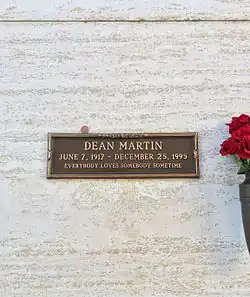 DEAN MARTIN
JUNE 7, 1917 - DECEMBER 25, 1995
EVERYBODY LOVES SOMEBODY SOMETIME